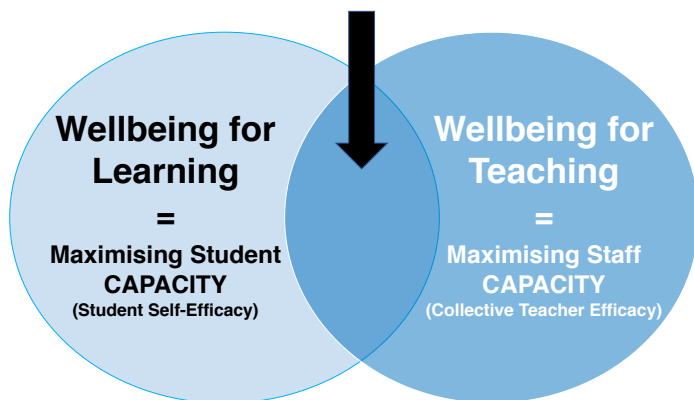 Wellbeing for
Learning
=
Maximising Student
CAPACITY
(Student Self-Efficacy)
Wellbeing for
Teaching
=
Maximising Staff
CAPACITY
(Collective Teacher Efficacy)